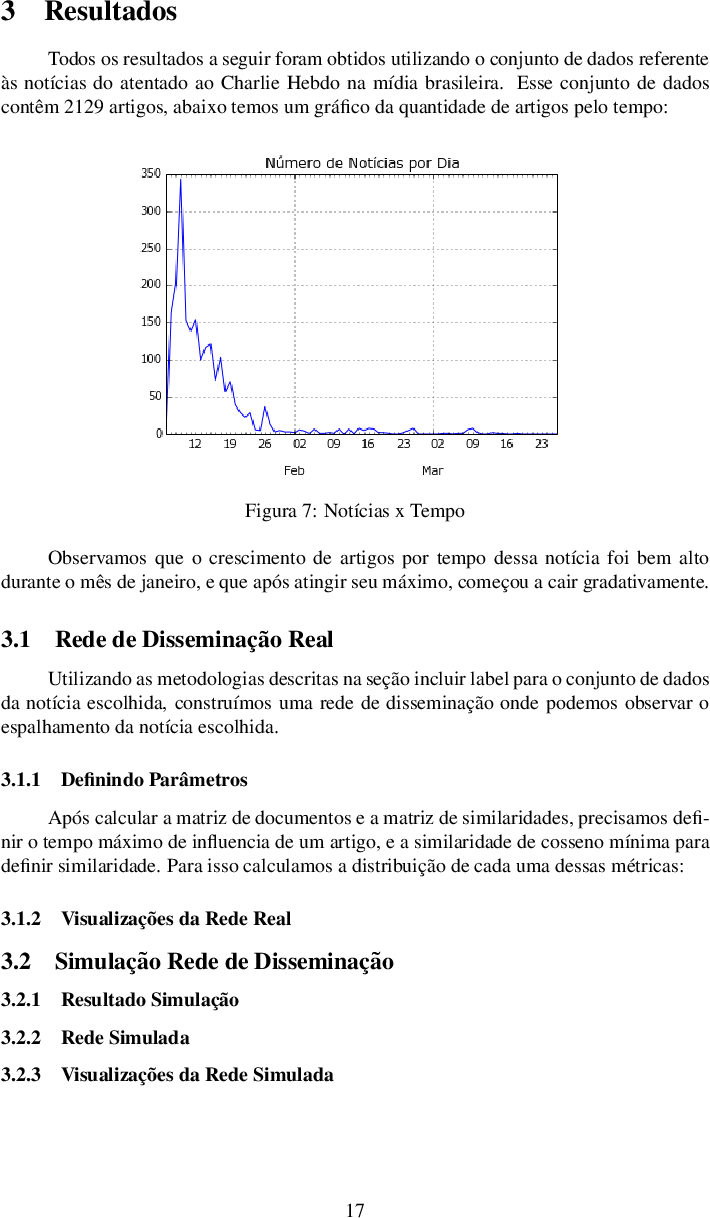 3 Resultados
Todos os resultados a seguir foram obtidos utilizando o conjunto de dados referente
às notícias do atentado ao Charlie Hebdo na mídia brasileira. Esse conjunto de dados
contêm 2129 artigos, abaixo temos um gráfico da quantidade de artigos pelo tempo:
Número de Notícias por Dia
350
300
250
200
150
100
50
0
12 19 26 02 09 16 23 02 09 16 23
Feb Mar
Figura 7: Notícias x Tempo
Observamos que o crescimento de artigos por tempo dessa notícia foi bem alto
durante o mês de janeiro, e que após atingir seu máximo, começou a cair gradativamente.
3.1 Rede de Disseminação Real
Utilizando as metodologias descritas na seção incluir label para o conjunto de dados
da notícia escolhida, construímos uma rede de disseminação onde podemos observar o
espalhamento da notícia escolhida.
3.1.1 Definindo Parâmetros
Após calcular a matriz de documentos e a matriz de similaridades, precisamos defi-
nir o tempo máximo de influencia de um artigo, e a similaridade de cosseno mínima para
definir similaridade. Para isso calculamos a distribuição de cada uma dessas métricas:
3.1.2 Visualizações da Rede Real
3.2 Simulação Rede de Disseminação
3.2.1 Resultado Simulação
3.2.2 Rede Simulada
3.2.3 Visualizações da Rede Simulada
17